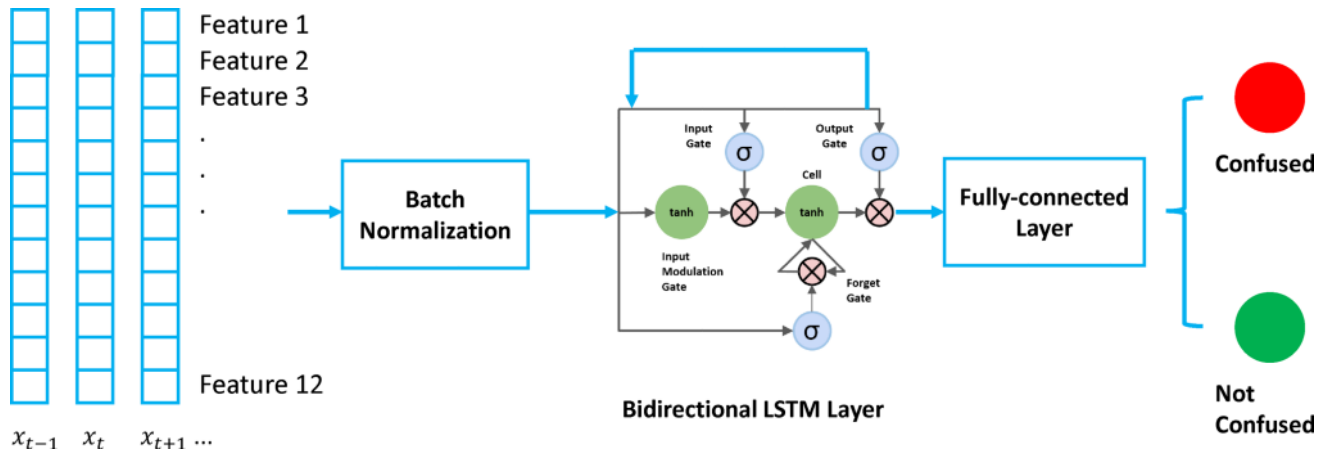 Feature 1
Feature 2
Feature 3
.
.
.
Feature 12
x_{t−1} x_t x_{t+1} ...
Batch
Normalization
Input
Gate
σ
Output
Gate
σ
Cell
tanh
tanh
Input
Modulation
Gate
Forget
Gate
σ
Bidirectional LSTM Layer
Fully-connected
Layer
Confused
Not
Confused